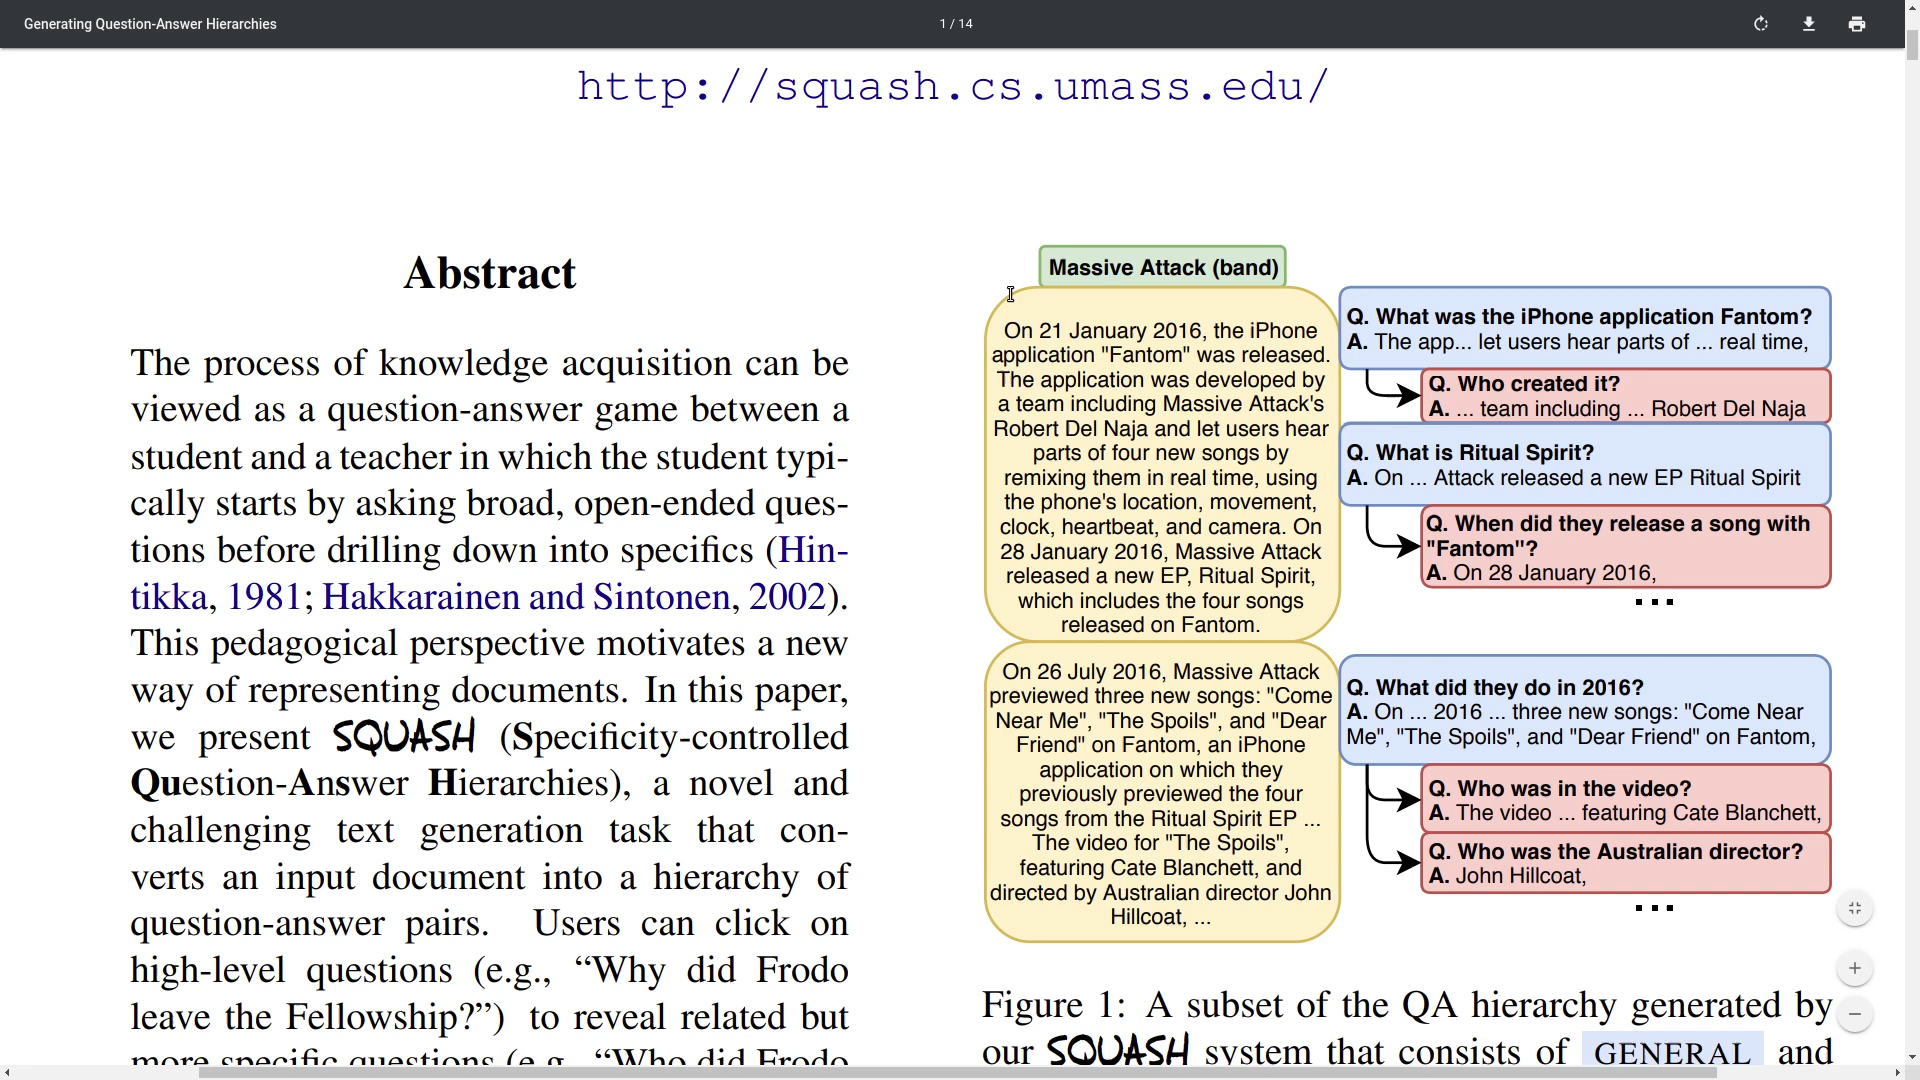 Generating Question-Answer Hierarchies
1 / 14
http://squash.cs.umass.edu/
Abstract
The process of knowledge acquisition can be
viewed as a question-answer game between a
student and a teacher in which the student typi-
cally starts by asking broad, open-ended ques-
tions before drilling down into specifics (Hin-
tikka, 1981; Hakkarainen and Sintonen, 2002).
This pedagogical perspective motivates a new
way of representing documents. In this paper,
we present SQUASH (Specificity-controlled
Question-Answer Hierarchies), a novel and
challenging text generation task that con-
verts an input document into a hierarchy of
question-answer pairs. Users can click on
high-level questions (e.g., “Why did Frodo
leave the Fellowship?”) to reveal related but
more specific questions (e.g., “Who did Frodo
Massive Attack (band)
On 21 January 2016, the iPhone
application "Fantom" was released.
The application was developed by
a team including Massive Attack's
Robert Del Naja and let users hear
parts of four new songs by
remixing them in real time, using
the phone's location, movement,
clock, heartbeat, and camera. On
28 January 2016, Massive Attack
released a new EP, Ritual Spirit,
which includes the four songs
released on Fantom.
Q. What was the iPhone application Fantom?
A. The app... let users hear parts of ... real time,
Q. Who created it?
A. ... team including ... Robert Del Naja
Q. What is Ritual Spirit?
A. On ... Attack released a new EP Ritual Spirit
Q. When did they release a song with
"Fantom"?
A. On 28 January 2016,
...
On 26 July 2016, Massive Attack
previewed three new songs: "Come
Near Me", "The Spoils", and "Dear
Friend" on Fantom, an iPhone
application on which they
previously previewed the four
songs from the Ritual Spirit EP ...
The video for "The Spoils",
featuring Cate Blanchett, and
directed by Australian director John
Hillcoat, ...
Q. What did they do in 2016?
A. On ... 2016 ... three new songs: "Come Near
Me", "The Spoils", and "Dear Friend" on Fantom,
Q. Who was in the video?
A. The video ... featuring Cate Blanchett,
Q. Who was the Australian director?
A. John Hillcoat,
...
Figure 1: A subset of the QA hierarchy generated by
our SQUASH system that consists of GENERAL and